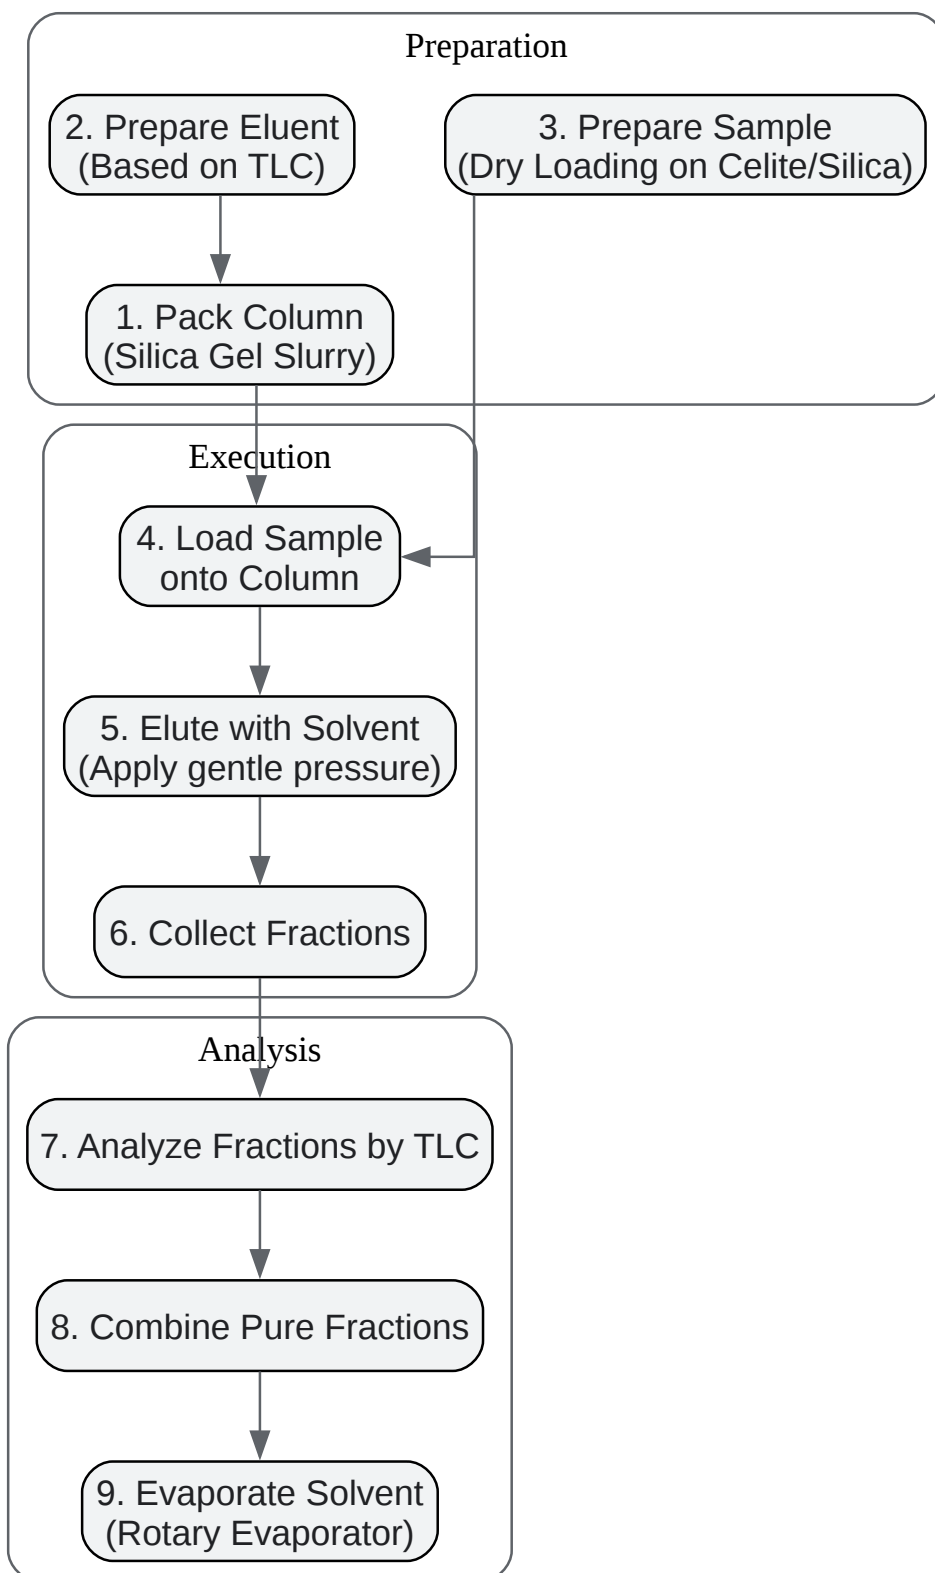 Preparation
2. Prepare Eluent
(Based on TLC)
3. Prepare Sample
(Dry Loading on Celite/Silica)
1. Pack Column
(Silica Gel Slurry)
Execution
4. Load Sample
onto Column
5. Elute with Solvent
(Apply gentle pressure)
6. Collect Fractions
Analysis
7. Analyze Fractions by TLC
8. Combine Pure Fractions
9. Evaporate Solvent
(Rotary Evaporator)